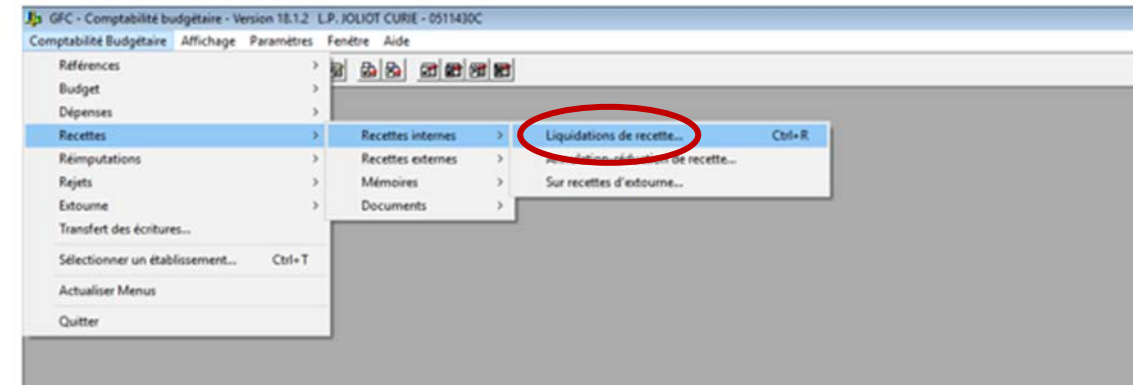 GFC - Comptabilité budgétaire - Version 18.1.2 L.P. JOLIOT CURIE - 0511430C
Comptabilité Budgétaire Affichage Paramètres Fenêtre Aide
Références
Budget
Dépenses
Recettes Recettes internes Liquidations de recette... Ctrl+R
Réimputations Recettes externes Annulation-réduction de recette...
Rejets Mémoires Sur recettes d'extourne...
Extourne Documents
Transfert des écritures...
Sélectionner un établissement... Ctrl+T
Actualiser Menus
Quitter